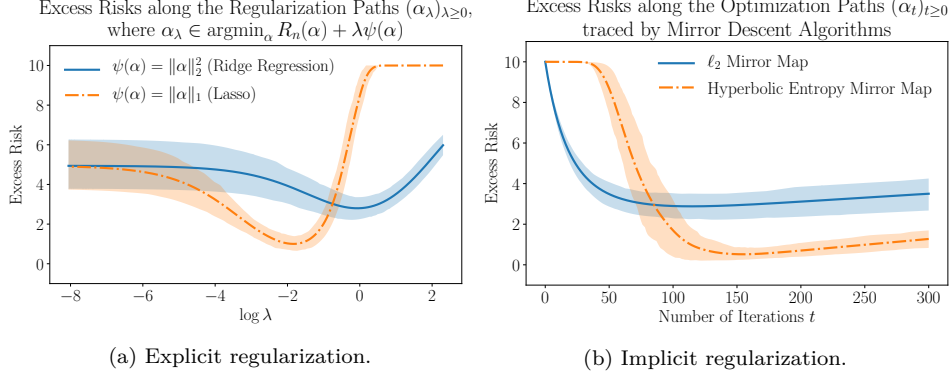 Excess Risks along the Regularization Paths (α_λ)_{λ≥0},
where α_λ ∈ argmin_α R_n(α) + λψ(α)
10
8
6
4
2
0
Excess Risk
ψ(α) = ‖α‖₂² (Ridge Regression)
ψ(α) = ‖α‖₁ (Lasso)
−8 −6 −4 −2 0 2
log λ
(a) Explicit regularization.
Excess Risks along the Optimization Paths (α_t)_{t≥0}
traced by Mirror Descent Algorithms
10
8
6
4
2
0
Excess Risk
ℓ₂ Mirror Map
Hyperbolic Entropy Mirror Map
0 50 100 150 200 250 300
Number of Iterations t
(b) Implicit regularization.